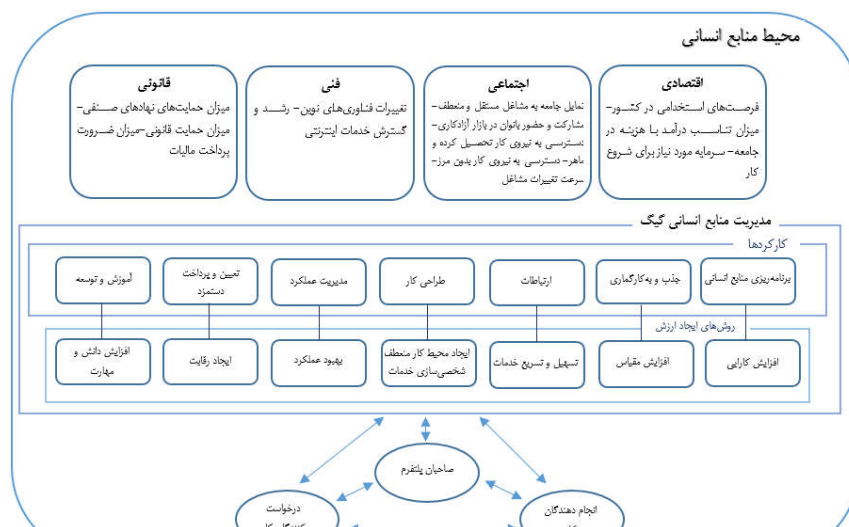 محیط منابع انسانی
اقتصادی
فرصت‌های استخدامی در کشور-
میزان تناسب درآمد با هزینه در
جامعه- سرمایه مورد نیاز برای شروع
کار
اجتماعی
تمایل جامعه به مشاغل مستقل و منعطف-
مشارکت و حضور بانوان در بازار آزادکاری-
دسترسی به نیروی کار تحصیل کرده و
ماهر- دسترسی به نیروی کار بدون مرز-
سرعت تغییرات مشاغل
فنی
تغییرات فناوری‌های نوین- رشد و
گسترش خدمات اینترنتی
قانونی
میزان حمایت‌های نهادهای صنفی-
میزان حمایت قانونی-میزان ضرورت
پرداخت مالیات
مدیریت منابع انسانی گیگ
کارکردها
برنامه‌ریزی منابع انسانی
جذب و به‌کارگماری
ارتباطات
طراحی کار
مدیریت عملکرد
تعیین و پرداخت
دستمزد
آموزش و توسعه
روش‌های ایجاد ارزش
افزایش کارایی
افزایش مقیاس
تسهیل و تسریع خدمات
ایجاد محیط کار منعطف
شخصی‌سازی خدمات
بهبود عملکرد
ایجاد رقابت
افزایش دانش و
مهارت
صاحبان پلتفرم
انجام دهندگان
درخواست